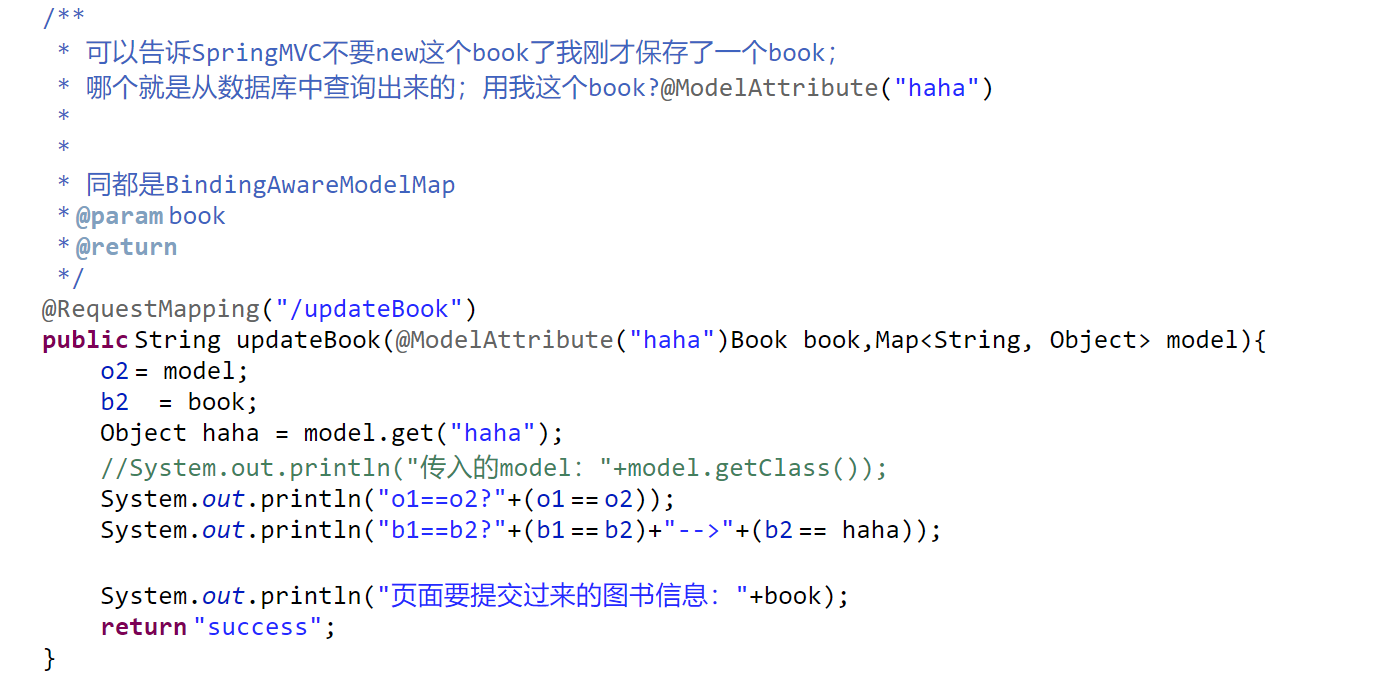 /**
 * 可以告诉SpringMVC不要new这个book了我刚才保存了一个book;
 * 哪个就是从数据库中查询出来的；用我这个book?@ModelAttribute("haha")
 *
 *
 * 同都是BindingAwareModelMap
 * @param book
 * @return
 */
@RequestMapping("/updateBook")
public String updateBook(@ModelAttribute("haha")Book book,Map<String, Object> model){
    o2 = model;
    b2  = book;
    Object haha = model.get("haha");
    //System.out.println("传入的model："+model.getClass());
    System.out.println("o1==o2?"+(o1 == o2));
    System.out.println("b1==b2?"+(b1 == b2)+"-->"+(b2 == haha));
    System.out.println("页面要提交过来的图书信息："+book);
    return "success";
}